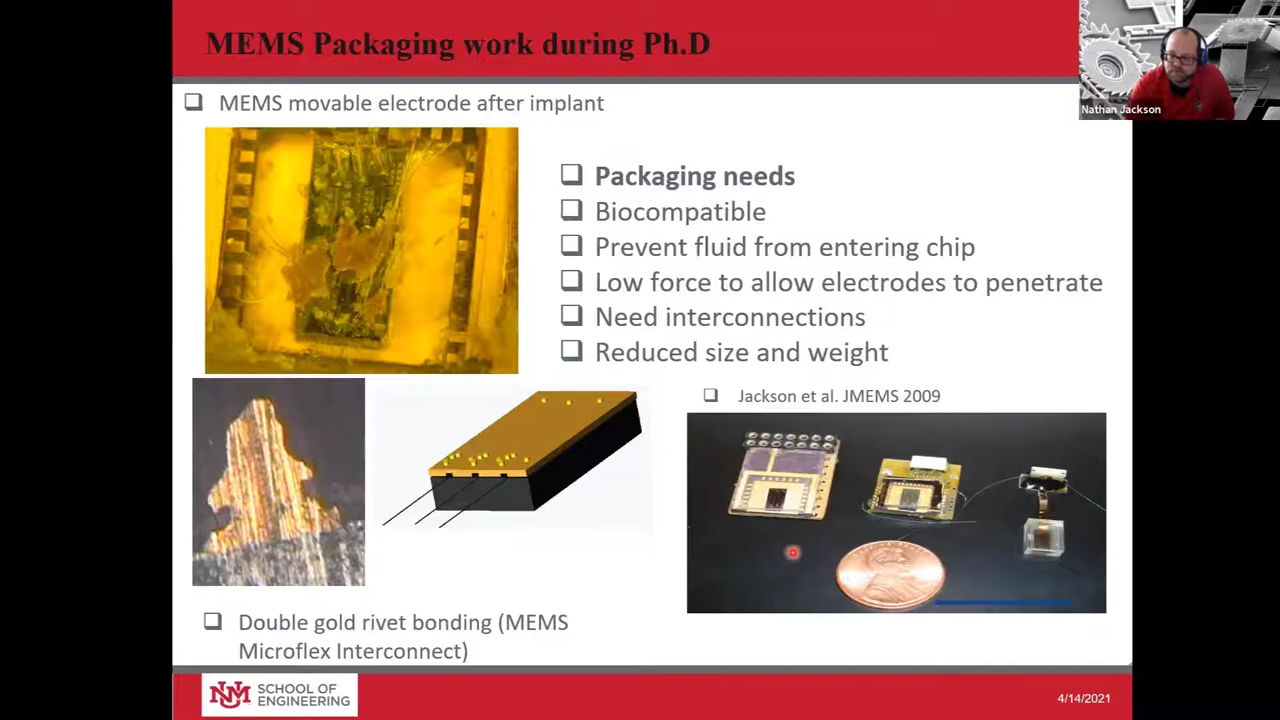 MEMS Packaging work during Ph.D
Nathan Jackson
MEMS movable electrode after implant
Packaging needs
Biocompatible
Prevent fluid from entering chip
Low force to allow electrodes to penetrate
Need interconnections
Reduced size and weight
Jackson et al. JMEMS 2009
Double gold rivet bonding (MEMS
Microflex Interconnect)
UNM SCHOOL OF
ENGINEERING
4/14/2021